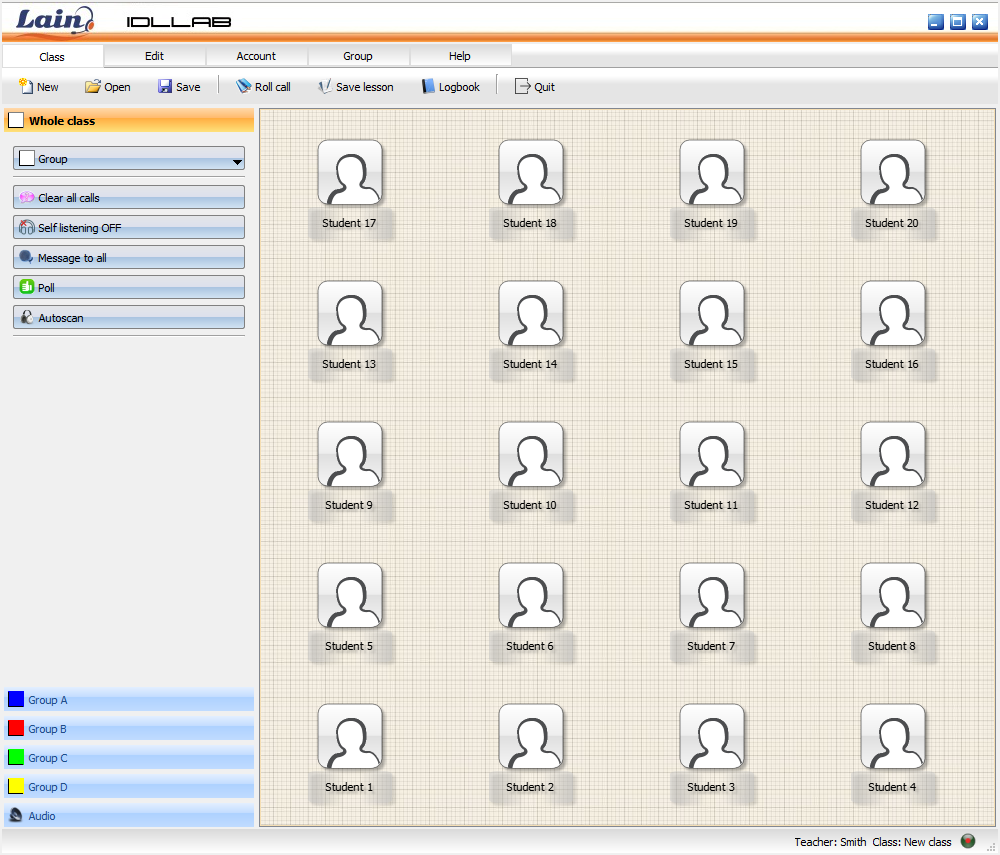 Lain IDLLAB
Class Edit Account Group Help
New Open Save Roll call Save lesson Logbook Quit
Whole class
Group
Clear all calls
Self listening OFF
Message to all
Poll
Autoscan
Group A
Group B
Group C
Group D
Audio
Student 17 Student 18 Student 19 Student 20
Student 13 Student 14 Student 15 Student 16
Student 9 Student 10 Student 11 Student 12
Student 5 Student 6 Student 7 Student 8
Student 1 Student 2 Student 3 Student 4
Teacher: Smith Class: New class